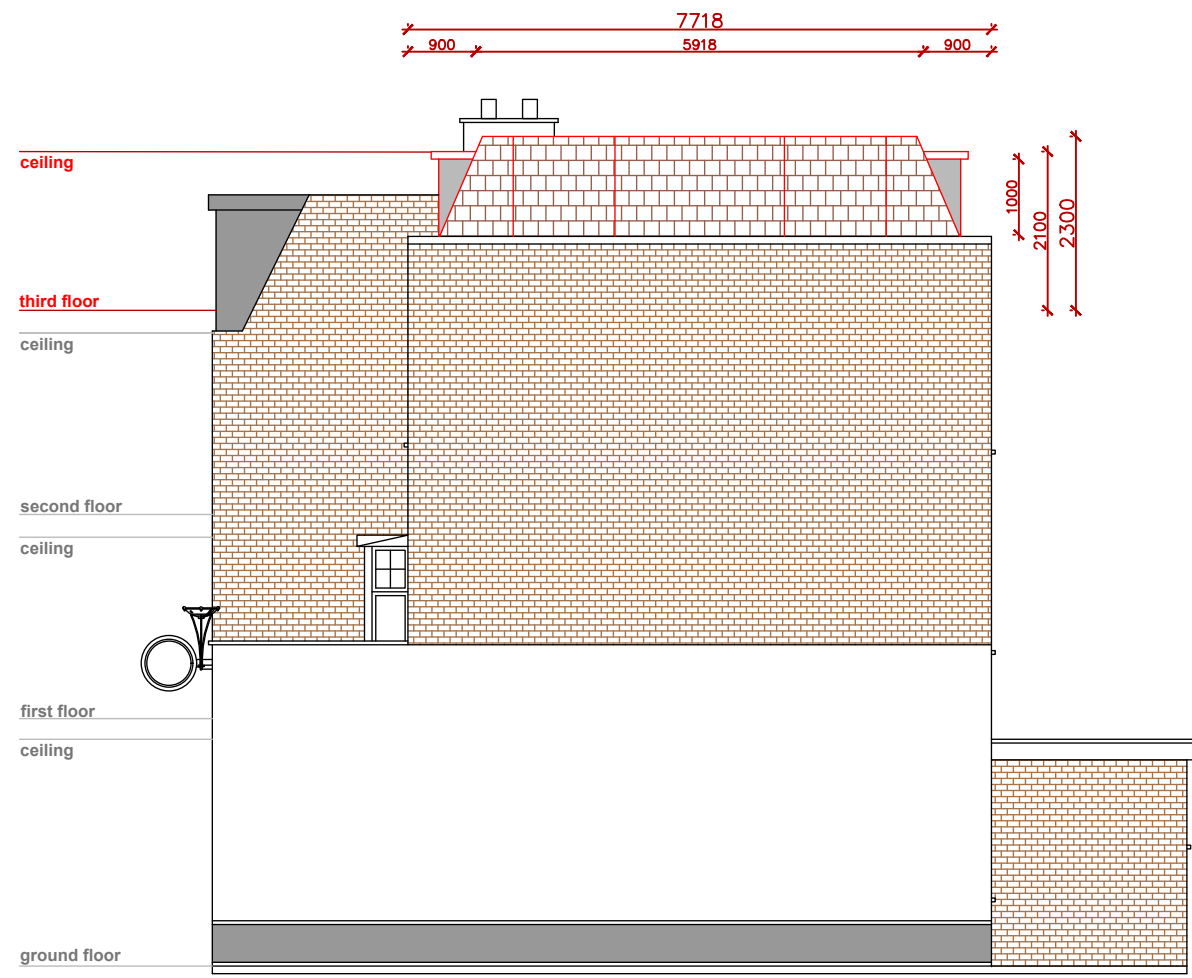 7718
900 5918 900
ceiling
1000
2100
2300
third floor
ceiling
second floor
ceiling
first floor
ceiling
ground floor